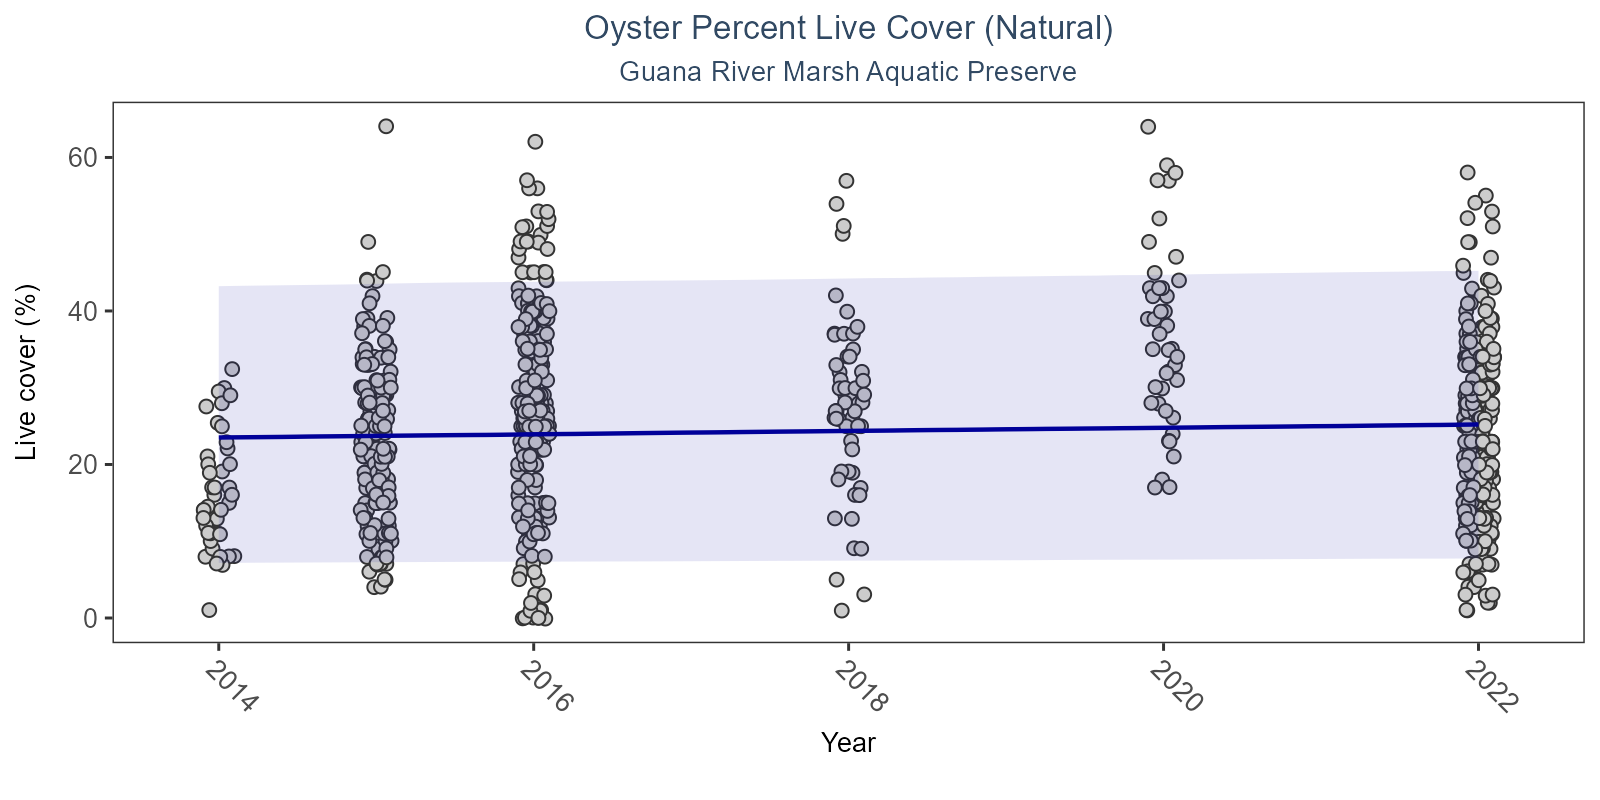 Oyster Percent Live Cover (Natural)
Guana River Marsh Aquatic Preserve
Live cover (%)
60
40
20
0
2014
2016
2018
2020
2022
Year